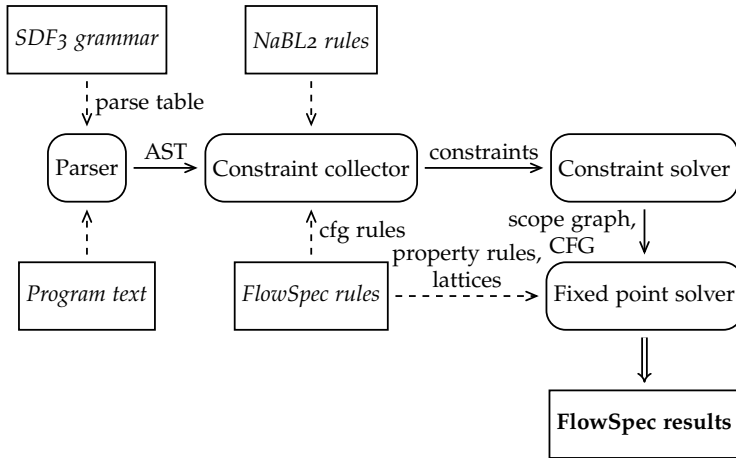 SDF3 grammar
NaBL2 rules
parse table
Parser
AST
Constraint collector
constraints
Constraint solver
cfg rules
scope graph,
CFG
property rules,
lattices
Program text
FlowSpec rules
Fixed point solver
FlowSpec results